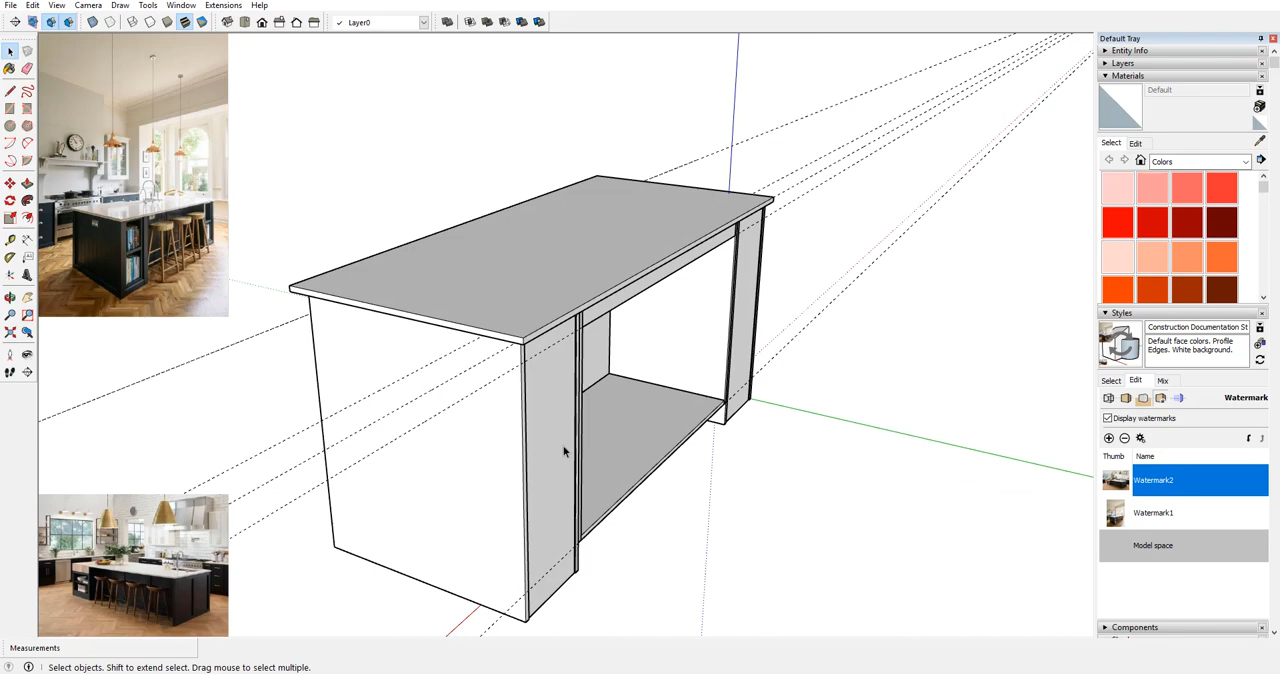 File Edit View Camera Draw Tools Window Extensions Help
Layer0
Default Tray
Entity Info
Layers
Materials
Default
Select Edit
Colors
Styles
Construction Documentation St
Default face colors. Profile
Edges. White background.
Select Edit Mix
Watermark
Display watermarks
Thumb Name
Watermark2
Watermark1
Model space
Components
Measurements
Select objects. Shift to extend select. Drag mouse to select multiple.